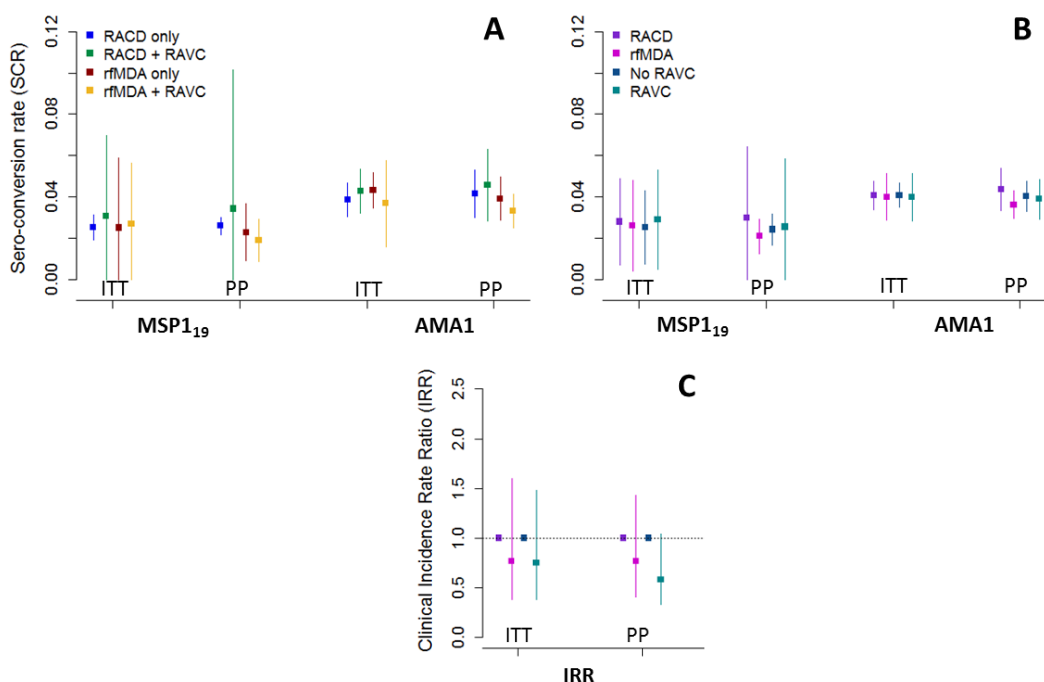 A
Sero-conversion rate (SCR)
0.00 0.04 0.08 0.12
RACD only
RACD + RAVC
rfMDA only
rfMDA + RAVC
ITT PP ITT PP
MSP1₁₉ AMA1
B
0.00 0.04 0.08 0.12
RACD
rfMDA
No RAVC
RAVC
ITT PP ITT PP
MSP1₁₉ AMA1
C
Clinical Incidence Rate Ratio (IRR)
0.0 0.5 1.0 1.5 2.0 2.5
ITT PP
IRR